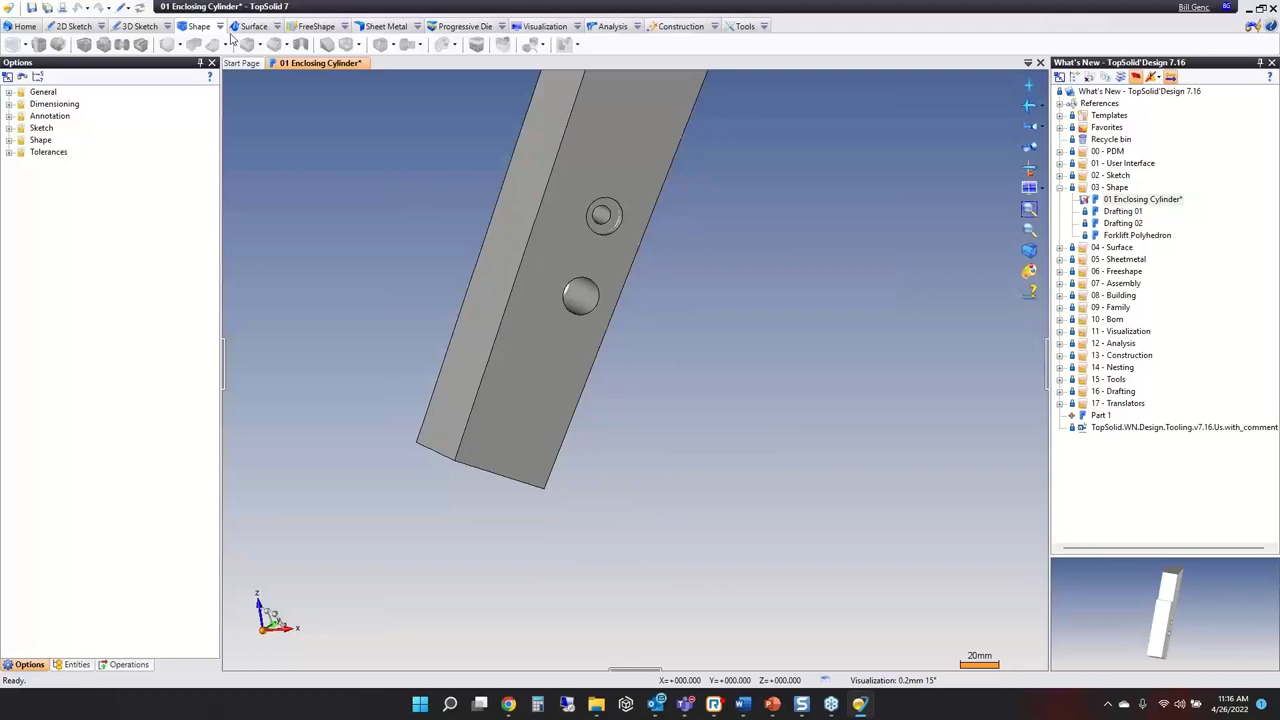 01 Enclosing Cylinder* - TopSolid 7
Bill Genc
Home 2D Sketch 3D Sketch Shape Surface FreeShape Sheet Metal Progressive Die Visualization Analysis Construction Tools
Options
Start Page
01 Enclosing Cylinder*
What's New - TopSolid'Design 7.16
General
Dimensioning
Annotation
Sketch
Shape
Tolerances
What's New - TopSolid'Design 7.16
References
Templates
Favorites
Recycle bin
00 - PDM
01 - User Interface
02 - Sketch
03 - Shape
01 Enclosing Cylinder*
Drafting 01
Drafting 02
Forklift Polyhedron
04 - Surface
05 - Sheetmetal
06 - Freeshape
07 - Assembly
08 - Building
09 - Family
10 - Bom
11 - Visualization
12 - Analysis
13 - Construction
14 - Nesting
15 - Tools
16 - Drafting
17 - Translators
Part 1
TopSolid.WN.Design.Tooling.v7.16.Us.with_comment
z
x
20mm
Options Entities Operations
Ready.
X=+000.000 Y=+000.000 Z=+000.000
Visualization: 0.2mm 15°
11:16 AM
4/26/2022